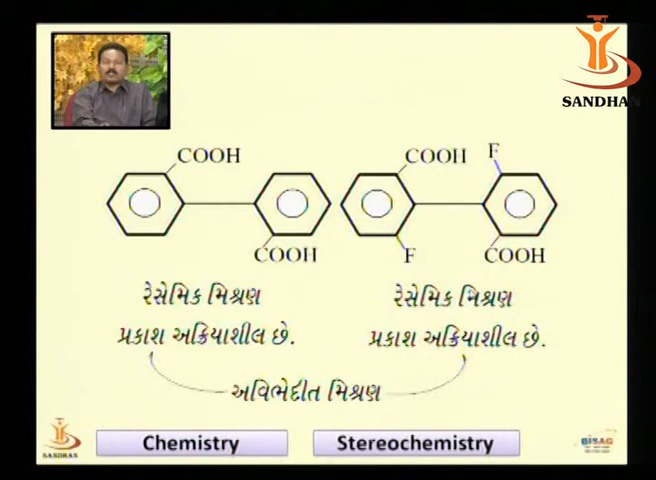 SANDHAN
COOH
COOH F
COOH
F COOH
રેસેમિક મિશ્રણ
રેસેમિક મિશ્રણ
પ્રકાશ અક્રિયાશીલ છે.
પ્રકાશ અક્રિયાશીલ છે.
અવિભેદીત મિશ્રણ
SANDHAN
Chemistry
Stereochemistry
BISAG